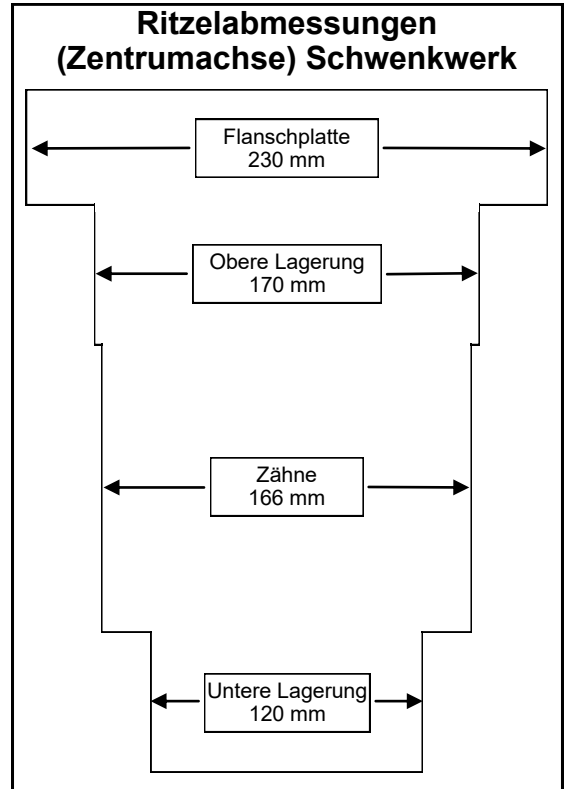 Ritzelabmessungen
(Zentrumachse) Schwenkwerk
Flanschplatte
230 mm
Obere Lagerung
170 mm
Zähne
166 mm
Untere Lagerung
120 mm